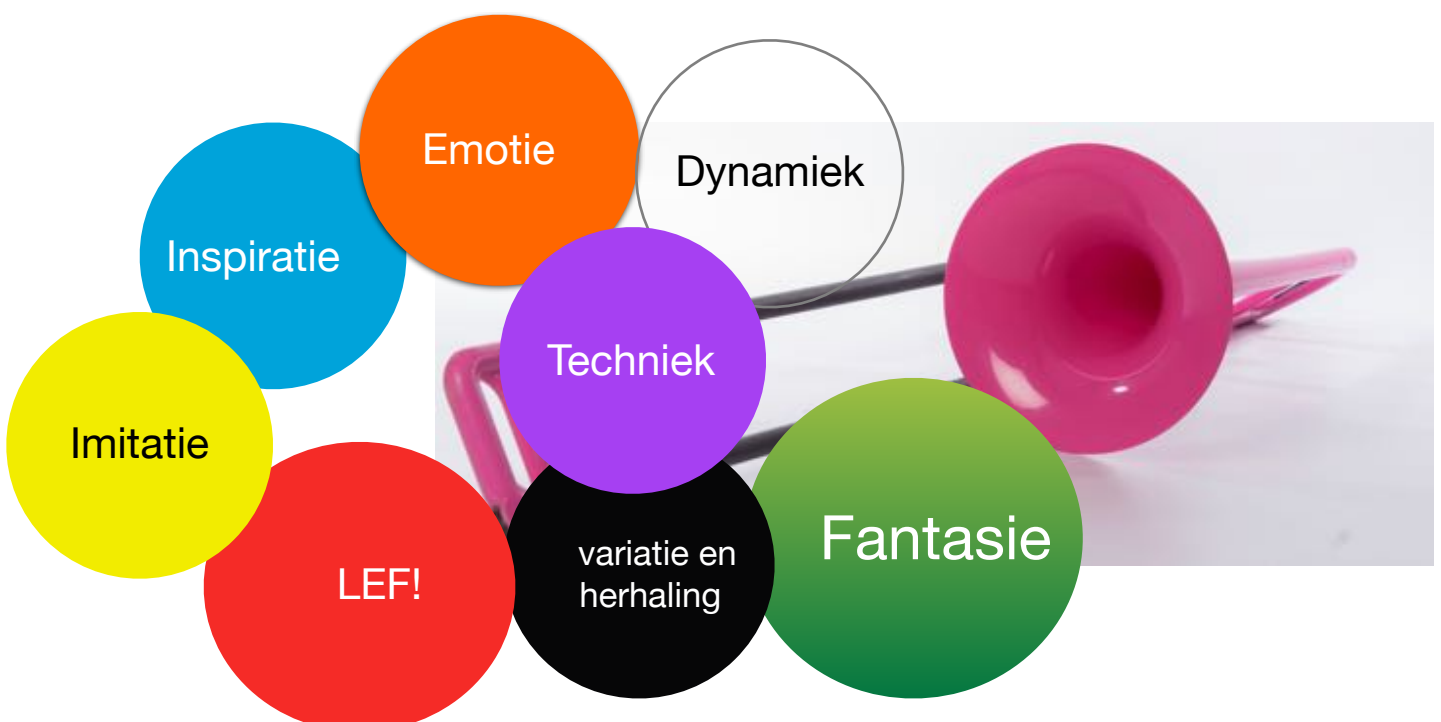 Emotie
Dynamiek
Inspiratie
Techniek
Imitatie
Fantasie
variatie en
herhaling
LEF!